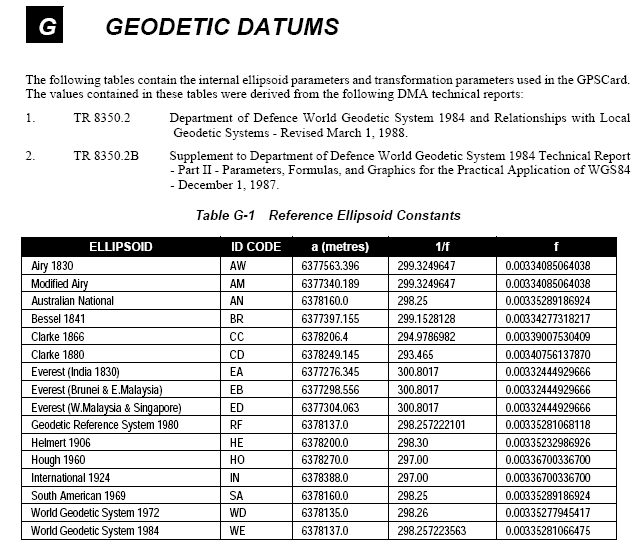 G GEODETIC DATUMS
The following tables contain the internal ellipsoid parameters and transformation parameters used in the GPSCard.
The values contained in these tables were derived from the following DMA technical reports:
1. TR 8350.2 Department of Defence World Geodetic System 1984 and Relationships with Local
Geodetic Systems - Revised March 1, 1988.
2. TR 8350.2B Supplement to Department of Defence World Geodetic System 1984 Technical Report
- Part II - Parameters, Formulas, and Graphics for the Practical Application of WGS84
- December 1, 1987.
Table G-1 Reference Ellipsoid Constants
ELLIPSOID ID CODE a (metres) 1/f f
Airy 1830 AW 6377563.396 299.3249647 0.00334085064038
Modified Airy AM 6377340.189 299.3249647 0.00334085064038
Australian National AN 6378160.0 298.25 0.00335289186924
Bessel 1841 BR 6377397.155 299.1528128 0.00334277318217
Clarke 1866 CC 6378206.4 294.9786982 0.00339007530409
Clarke 1880 CD 6378249.145 293.465 0.00340756137870
Everest (India 1830) EA 6377276.345 300.8017 0.00332444929666
Everest (Brunei & E.Malaysia) EB 6377298.556 300.8017 0.00332444929666
Everest (W.Malaysia & Singapore) ED 6377304.063 300.8017 0.00332444929666
Geodetic Reference System 1980 RF 6378137.0 298.257222101 0.00335281068118
Helmert 1906 HE 6378200.0 298.30 0.00335232986926
Hough 1960 HO 6378270.0 297.00 0.00336700336700
International 1924 IN 6378388.0 297.00 0.00336700336700
South American 1969 SA 6378160.0 298.25 0.00335289186924
World Geodetic System 1972 WD 6378135.0 298.26 0.00335277945417
World Geodetic System 1984 WE 6378137.0 298.257223563 0.00335281066475